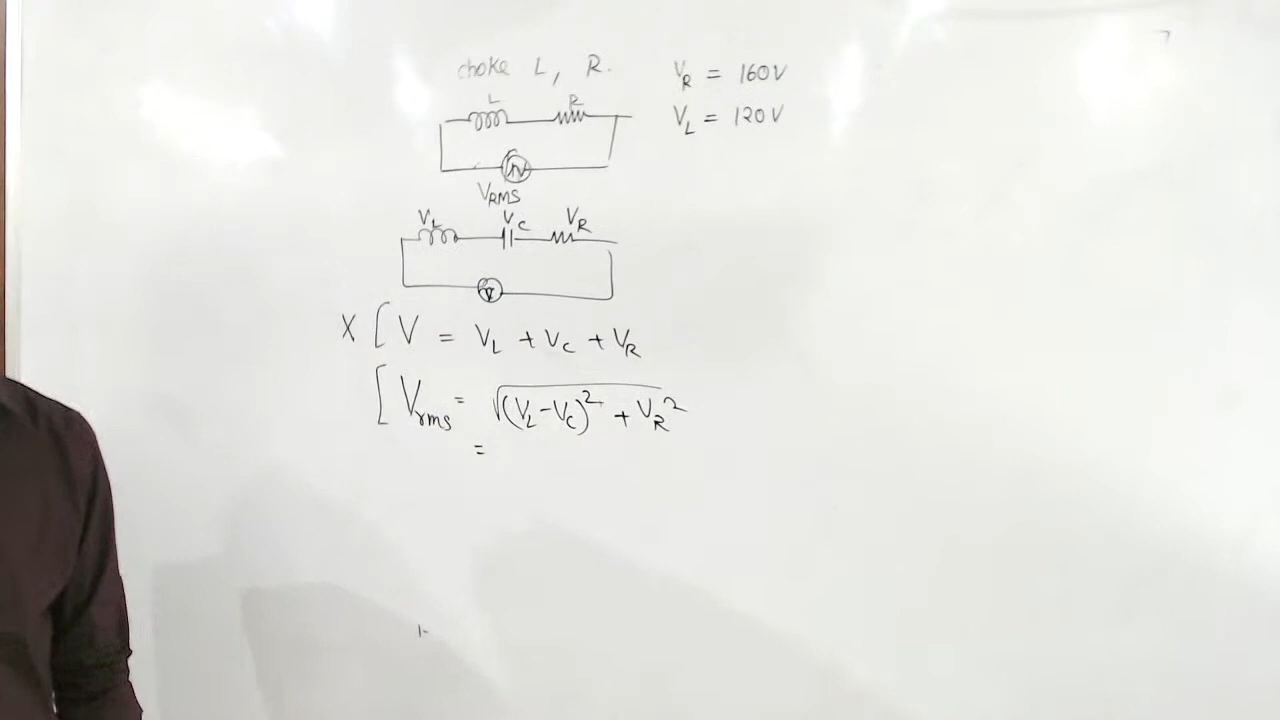 choke L, R.
V_R = 160V
L R
V_L = 120V
V_RMS
V_L V_C V_R
V
X [ V = V_L + V_C + V_R
[ V_rms = √(V_L - V_C)² + V_R²
=